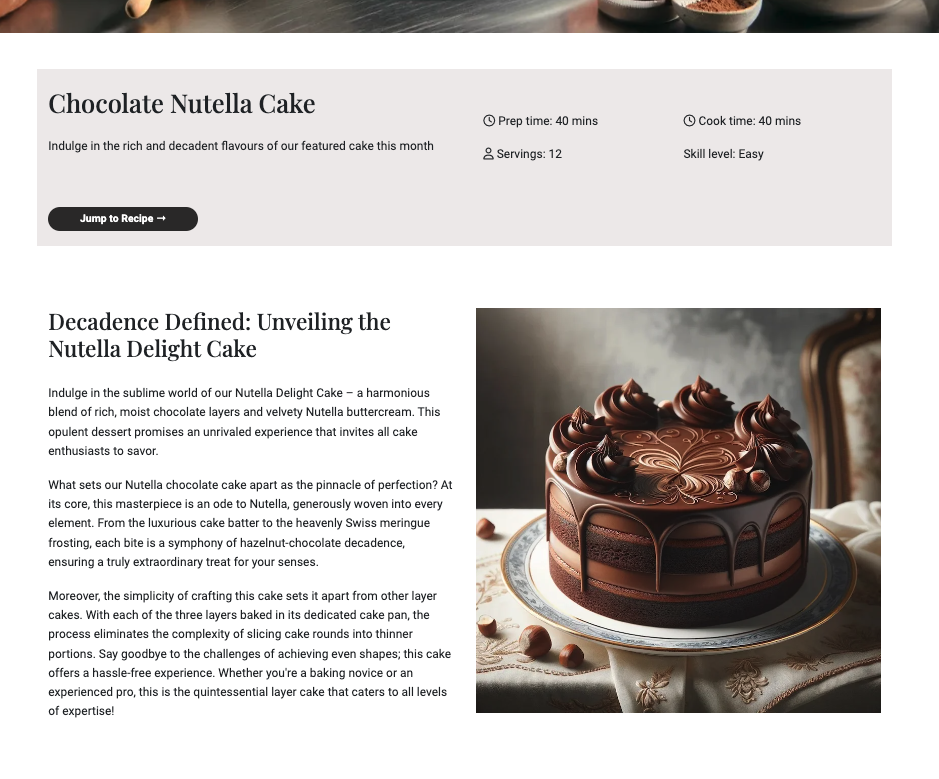 Chocolate Nutella Cake
Indulge in the rich and decadent flavours of our featured cake this month
Prep time: 40 mins
Cook time: 40 mins
Servings: 12
Skill level: Easy
Jump to Recipe →
Decadence Defined: Unveiling the
Nutella Delight Cake
Indulge in the sublime world of our Nutella Delight Cake – a harmonious
blend of rich, moist chocolate layers and velvety Nutella buttercream. This
opulent dessert promises an unrivaled experience that invites all cake
enthusiasts to savor.
What sets our Nutella chocolate cake apart as the pinnacle of perfection? At
its core, this masterpiece is an ode to Nutella, generously woven into every
element. From the luxurious cake batter to the heavenly Swiss meringue
frosting, each bite is a symphony of hazelnut-chocolate decadence,
ensuring a truly extraordinary treat for your senses.
Moreover, the simplicity of crafting this cake sets it apart from other layer
cakes. With each of the three layers baked in its dedicated cake pan, the
process eliminates the complexity of slicing cake rounds into thinner
portions. Say goodbye to the challenges of achieving even shapes; this cake
offers a hassle-free experience. Whether you're a baking novice or an
experienced pro, this is the quintessential layer cake that caters to all levels
of expertise!